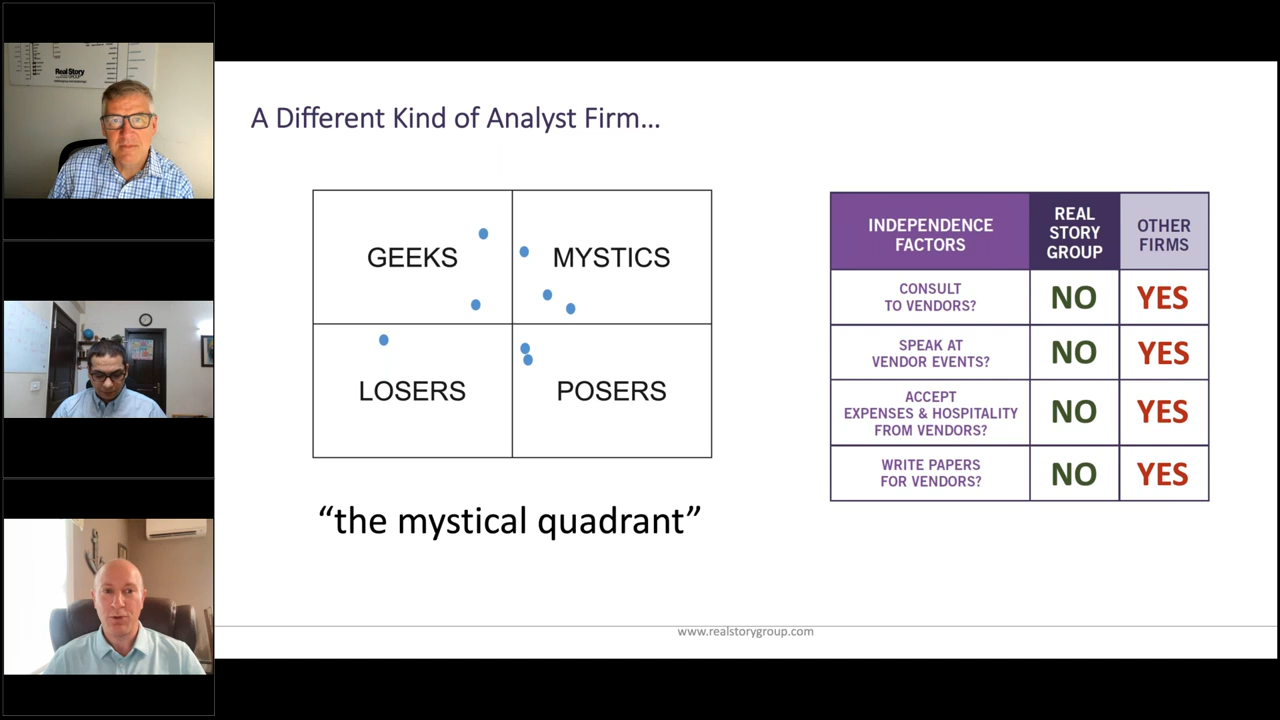 Real Story
A Different Kind of Analyst Firm...
GEEKS
MYSTICS
LOSERS
POSERS
“the mystical quadrant”
INDEPENDENCE
FACTORS
REAL
STORY
GROUP
OTHER
FIRMS
CONSULT
TO VENDORS?
NO
YES
SPEAK AT
VENDOR EVENTS?
NO
YES
ACCEPT
EXPENSES & HOSPITALITY
FROM VENDORS?
NO
YES
WRITE PAPERS
FOR VENDORS?
NO
YES
www.realstorygroup.com